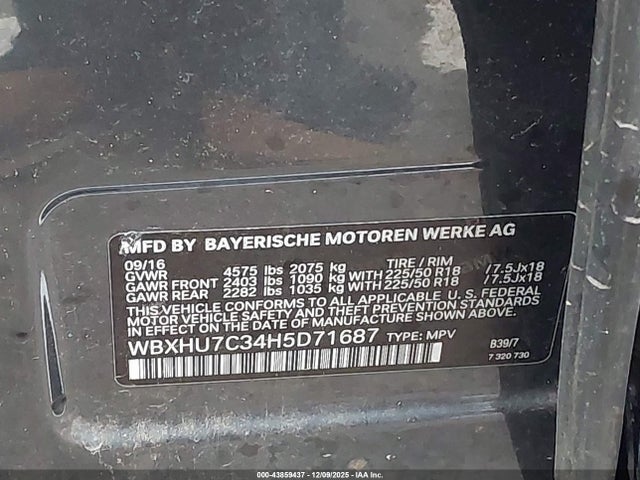 MFD BY BAYERISCHE MOTOREN WERKE AG
09/16 TIRE / RIM
GVWR 4575 lbs 2075 kg
GAWR FRONT 2403 lbs 1090 kg WITH 225/50 R18 /7.5Jx18
GAWR REAR 2282 lbs 1035 kg WITH 225/50 R18 /7.5Jx18
THIS VEHICLE CONFORMS TO ALL APPLICABLE U. S. FEDERAL
MOTOR VEHICLE SAFETY BUMPER, AND THEFT PREVENTION STANDARDS
IN EFFECT ON THE DATE OF MANUFACTURE SHOWN ABOVE.
WBXHU7C34H5D71687 TYPE: MPV
B39/7
7 320 730
000-43859437 - 12/09/2025 - IAA Inc.